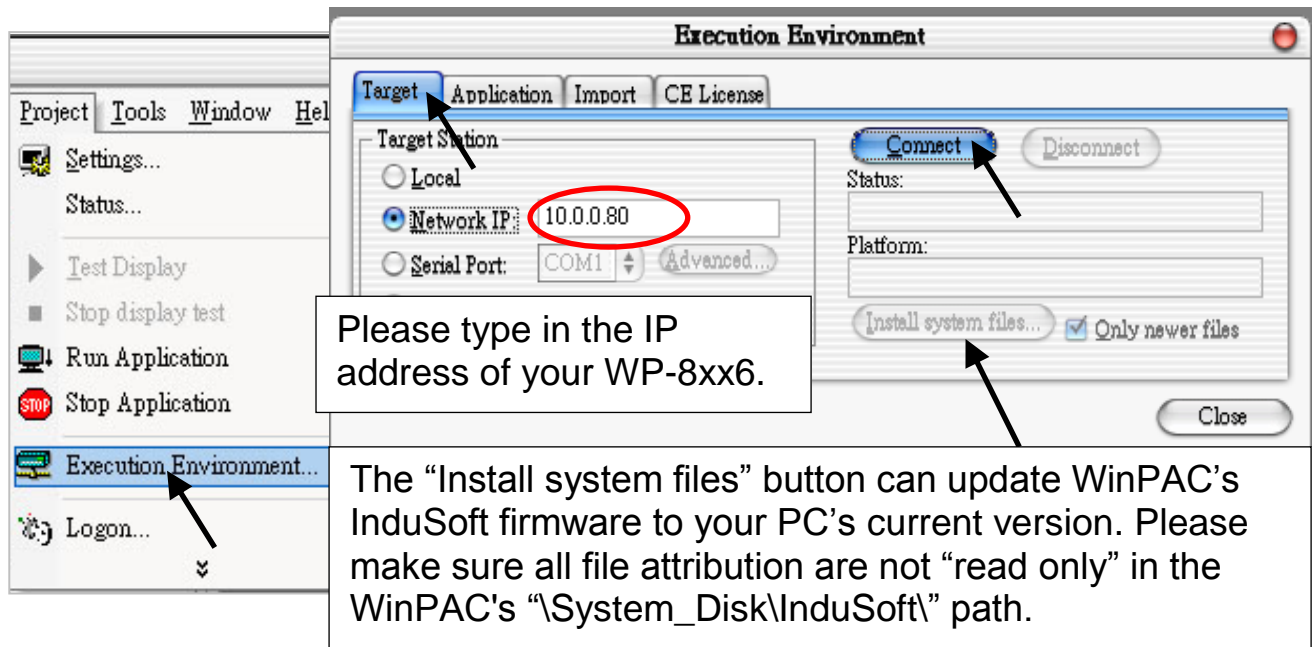 Project Tools Window Hel
Settings...
Status...
Test Display
Stop display test
Run Application
STOP Stop Application
Execution Environment...
Logon...
Execution Environment
Target Application Import CE License
Target Station
Local
Network IP: 10.0.0.80
Serial Port: COM1 Advanced...
Connect Disconnect
Status:
Platform:
Install system files... Only newer files
Close
Please type in the IP
address of your WP-8xx6.
The “Install system files” button can update WinPAC’s
InduSoft firmware to your PC’s current version. Please
make sure all file attribution are not “read only” in the
WinPAC's “\System_Disk\InduSoft\” path.